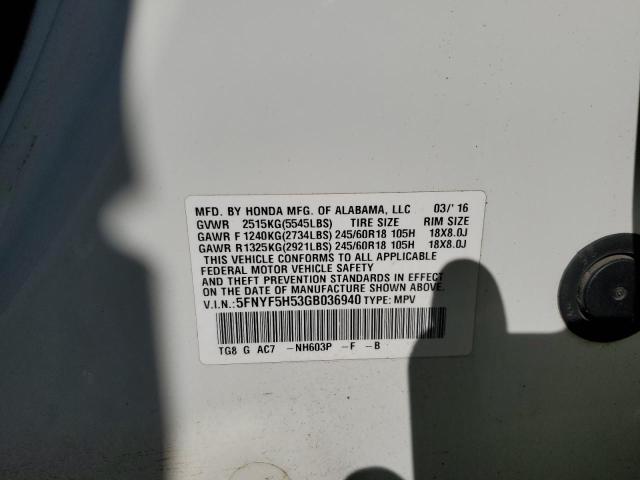 MFD. BY HONDA MFG. OF ALABAMA, LLC 03/'16
GVWR 2515KG(5545LBS) TIRE SIZE RIM SIZE
GAWR F 1240KG(2734LBS) 245/60R18 105H 18X8.0J
GAWR R 1325KG(2921LBS) 245/60R18 105H 18X8.0J
THIS VEHICLE CONFORMS TO ALL APPLICABLE
FEDERAL MOTOR VEHICLE SAFETY
AND THEFT PREVENTION STANDARDS IN EFFECT
ON THE DATE OF MANUFACTURE SHOWN ABOVE.
V.I.N.:5FNYF5H53GB036940 TYPE: MPV
TG8 G AC7 -NH603P -F -B